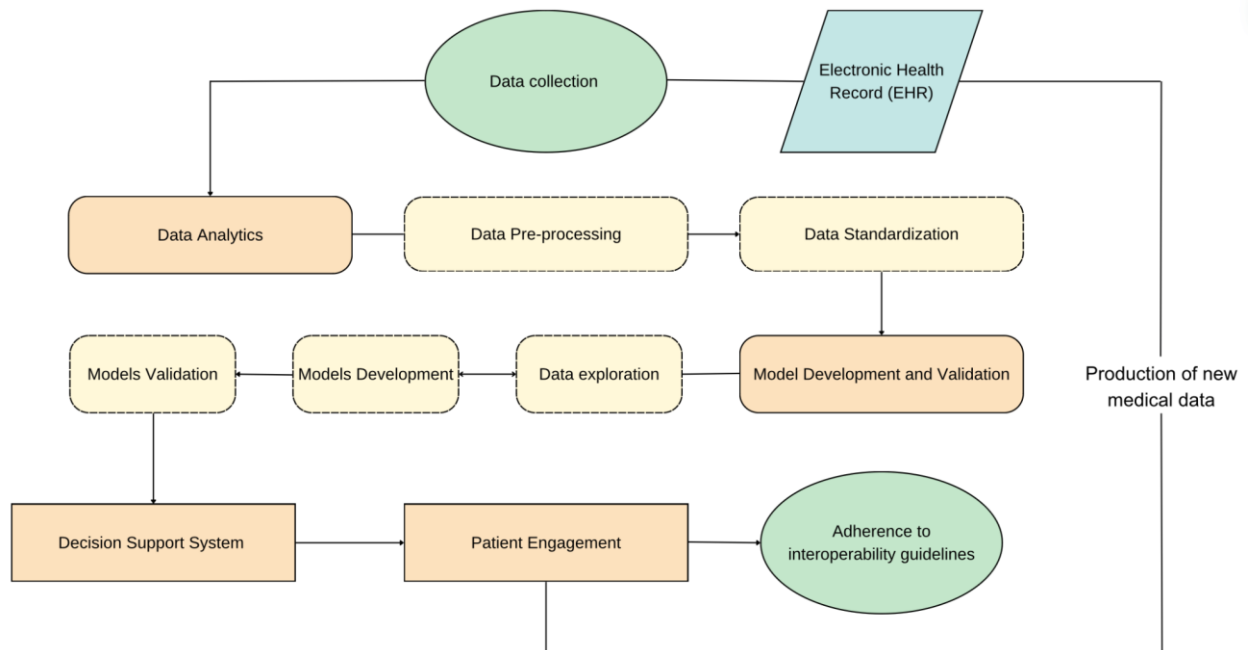 Data collection
Electronic Health
Record (EHR)
Data Analytics
Data Pre-processing
Data Standardization
Models Validation
Models Development
Data exploration
Model Development and Validation
Production of new
medical data
Decision Support System
Patient Engagement
Adherence to
interoperability guidelines